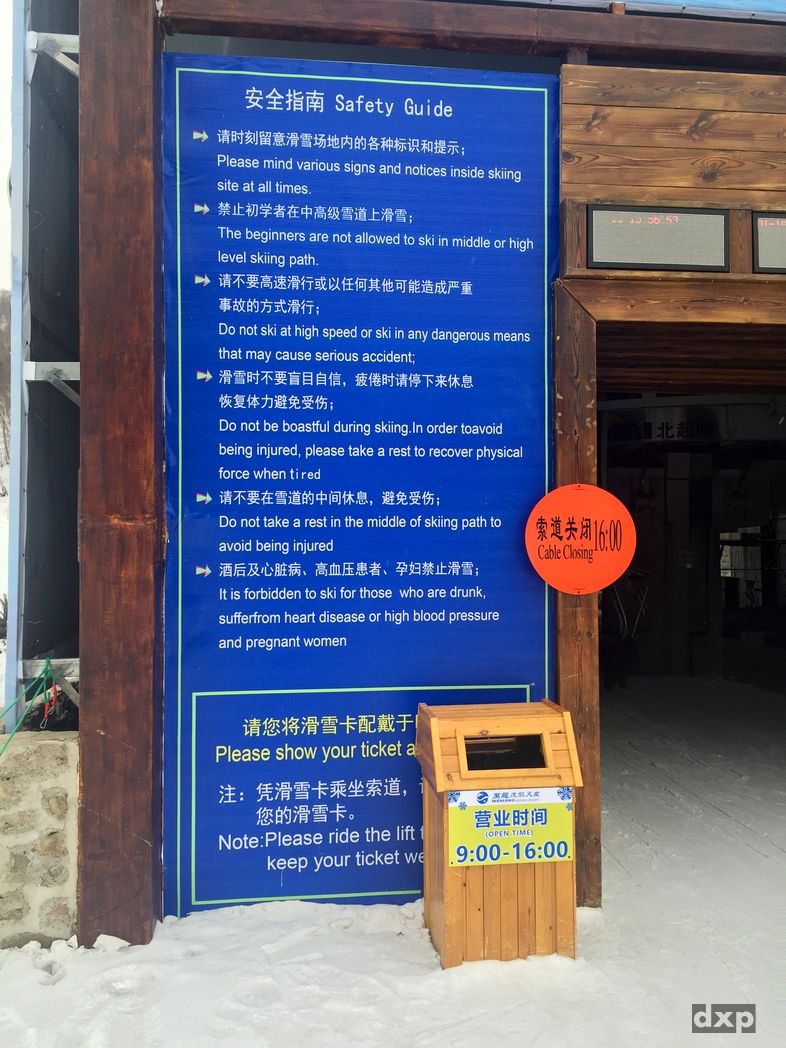 安全指南 Safety Guide
请时刻留意滑雪场地内的各种标识和提示；
Please mind various signs and notices inside skiing
site at all times.
禁止初学者在中高级雪道上滑雪；
The beginners are not allowed to ski in middle or high
level skiing path.
请不要高速滑行或以任何其他可能造成严重
事故的方式滑行；
Do not ski at high speed or ski in any dangerous means
that may cause serious accident;
滑雪时不要盲目自信，疲倦时请停下来休息
恢复体力避免受伤；
Do not be boastful during skiing.In order toavoid
being injured, please take a rest to recover physical
force when tired
请不要在雪道的中间休息，避免受伤；
Do not take a rest in the middle of skiing path to
avoid being injured
酒后及心脏病、高血压患者、孕妇禁止滑雪；
It is forbidden to ski for those who are drunk,
sufferfrom heart disease or high blood pressure
and pregnant women
请您将滑雪卡配戴于
Please show your ticket
注：凭滑雪卡乘坐索道，
您的滑雪卡。
Note:Please ride the lift
keep your ticket
索道关闭 16:00
Cable Closing
萬龍度假天堂
营业时间
(OPEN TIME)
9:00-16:00
dxp